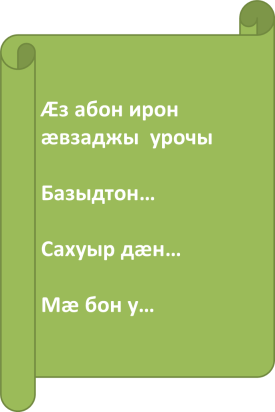 Æз абон ирон
æвзаджы урочы
Базыдтон...
Сахуыр дæн...
Мæ бон у...